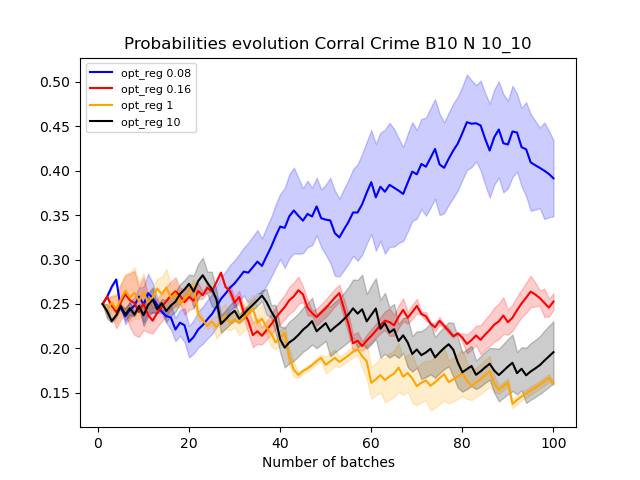 Probabilities evolution Corral Crime B10 N 10_10
opt_reg 0.08
opt_reg 0.16
opt_reg 1
opt_reg 10
0.50
0.45
0.40
0.35
0.30
0.25
0.20
0.15
0 20 40 60 80 100
Number of batches